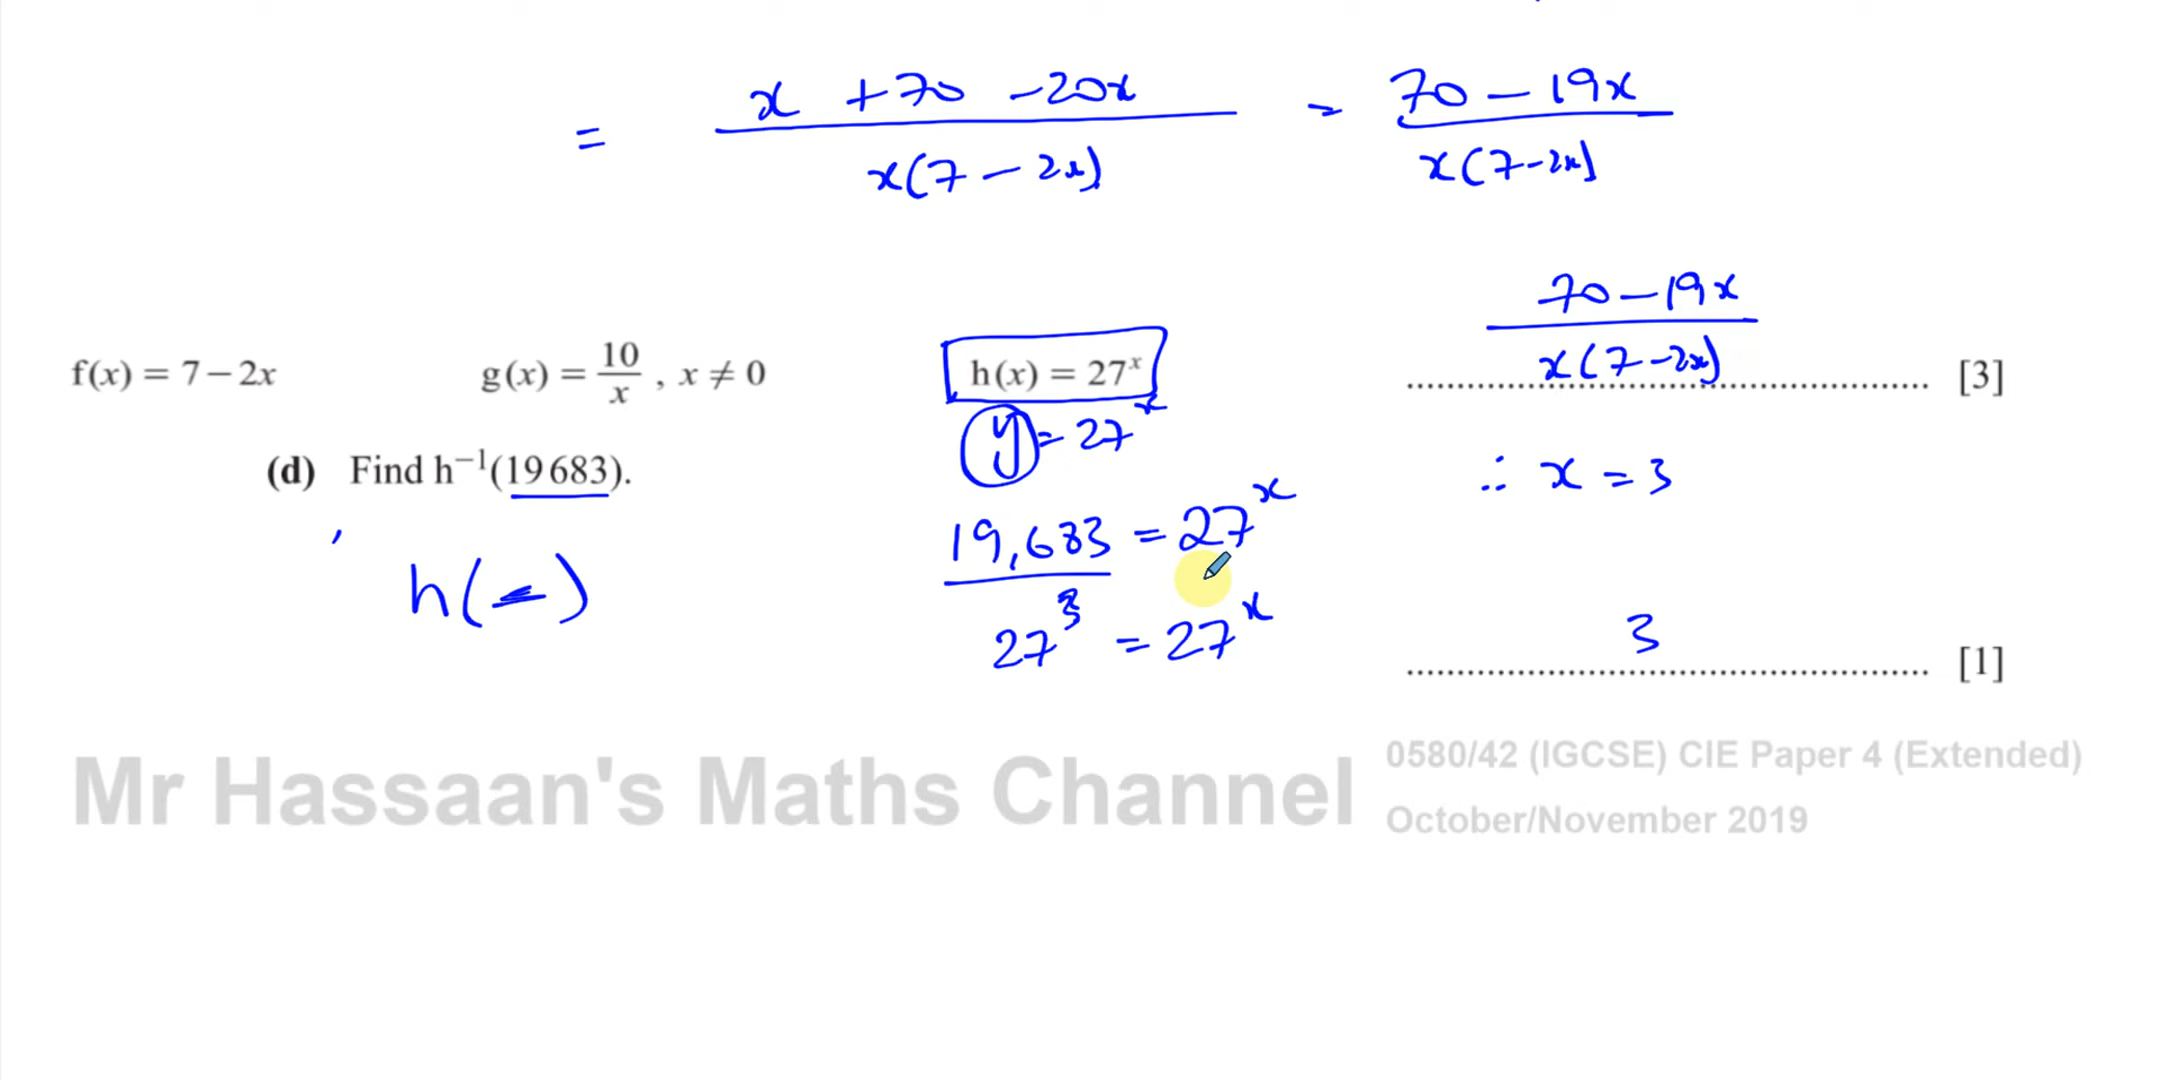 = x + 70 - 20x / x(7 - 2x) = 70 - 19x / x(7-2x)
70 - 19x / x(7-2x)
f(x) = 7 − 2x g(x) = 10/x , x ≠ 0 h(x) = 27^x [3]
y = 27^x
(d) Find h^−1(19 683). ∴ x = 3
19,683 = 27^x
h( )
27^3 = 27^x 3
[1]
Mr Hassaan's Maths Channel
0580/42 (IGCSE) CIE Paper 4 (Extended)
October/November 2019